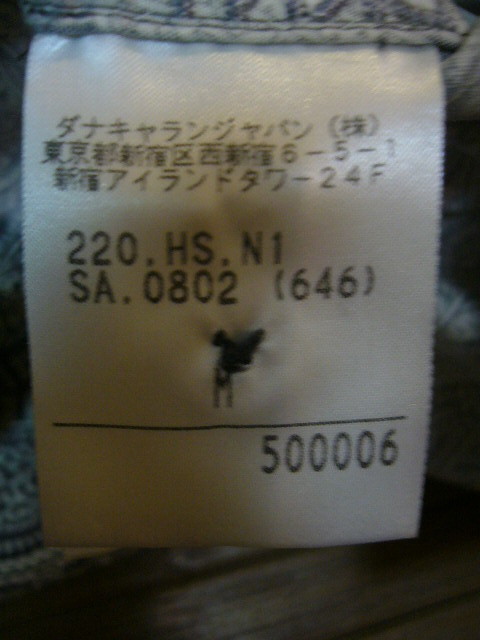 ダナキャランジャパン (株)
東京都新宿区西新宿6-5-1
新宿アイランドタワー24F
220.HS.N1
SA.0802 (646)
M
500006